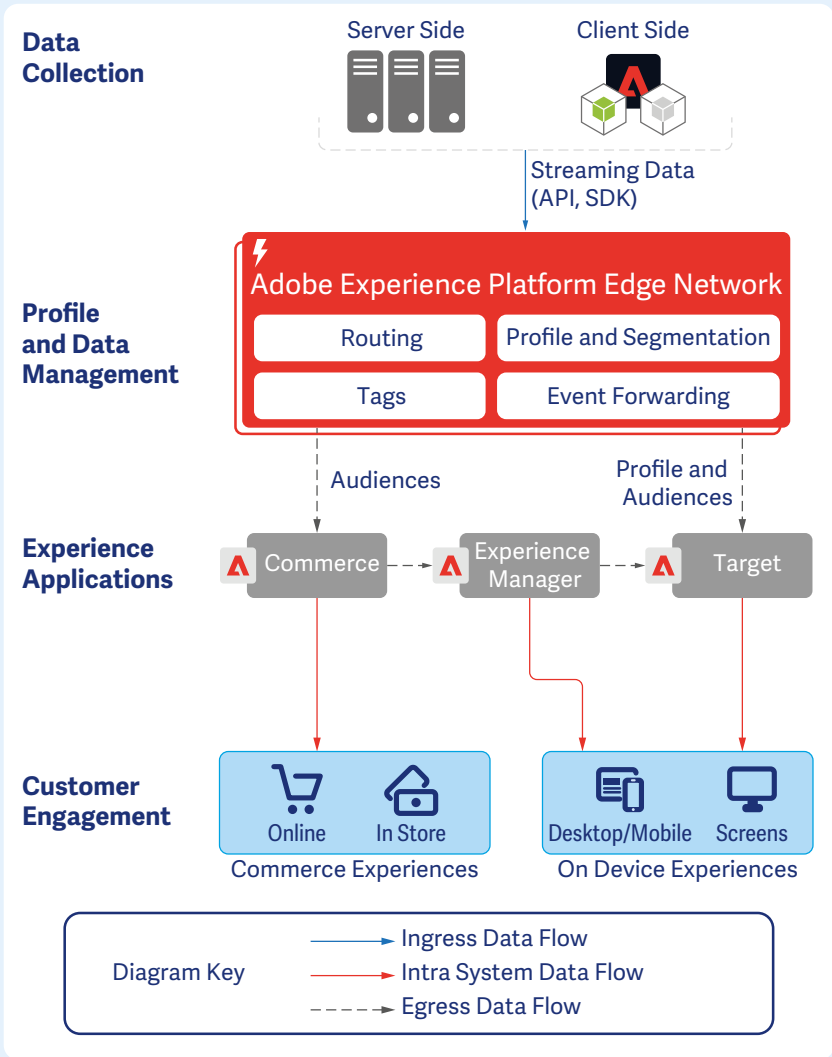 Data
Collection
Server Side
Client Side
Streaming Data
(API, SDK)
Profile
and Data
Management
Adobe Experience Platform Edge Network
Routing
Profile and Segmentation
Tags
Event Forwarding
Audiences
Profile and
Audiences
Experience
Applications
Commerce
Experience
Manager
Target
Customer
Engagement
Online
In Store
Desktop/Mobile
Screens
Commerce Experiences
On Device Experiences
Diagram Key
Ingress Data Flow
Intra System Data Flow
Egress Data Flow